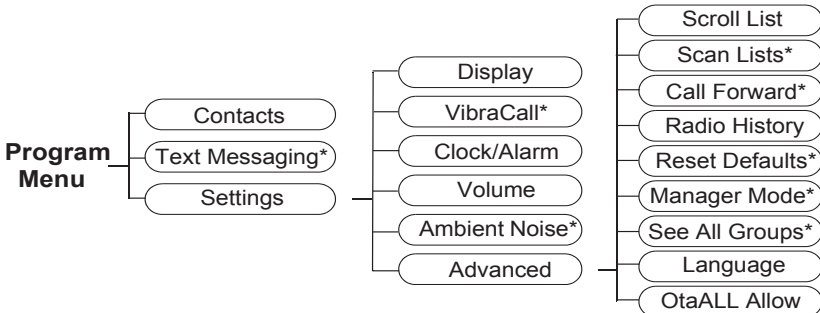 Program
Menu
Contacts
Text Messaging*
Settings
Display
VibraCall*
Clock/Alarm
Volume
Ambient Noise*
Advanced
Scroll List
Scan Lists*
Call Forward*
Radio History
Reset Defaults*
Manager Mode*
See All Groups*
Language
OtaALL Allow